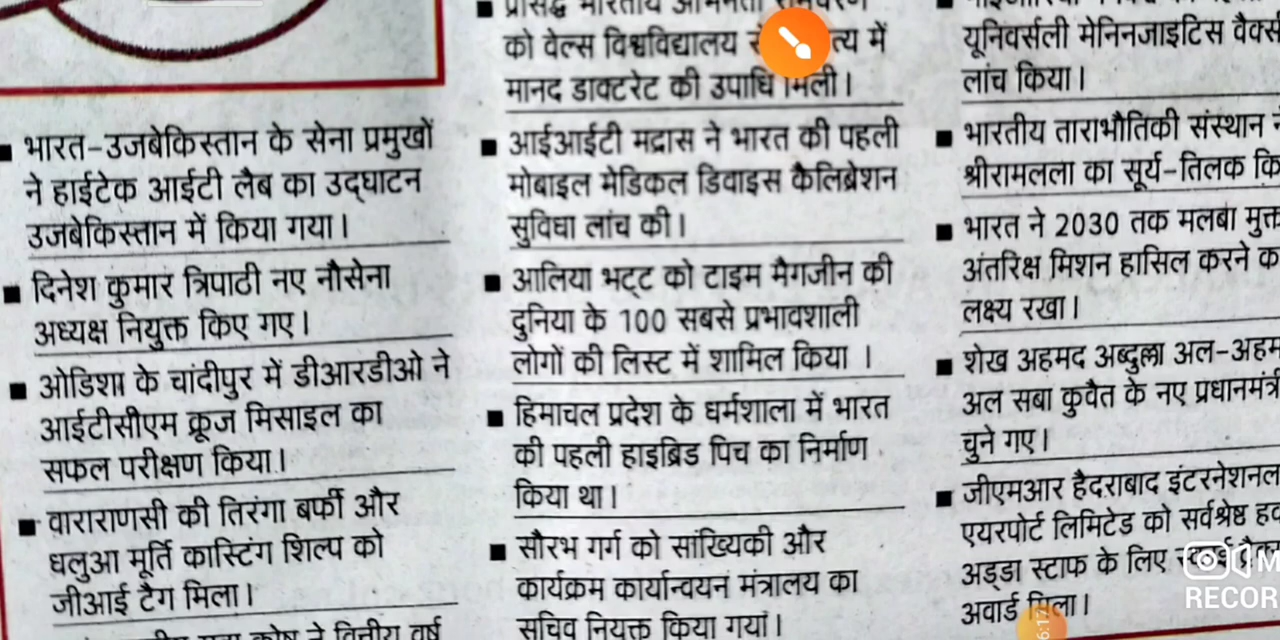 भारत-उजबेकिस्तान के सेना प्रमुखों
ने हाईटेक आईटी लैब का उद्घाटन
उजबेकिस्तान में किया गया।
दिनेश कुमार त्रिपाठी नए नौसेना
अध्यक्ष नियुक्त किए गए।
ओडिशा के चांदीपुर में डीआरडीओ ने
आईटीसीएम क्रूज मिसाइल का
सफल परीक्षण किया।
वाराराणसी की तिरंगा बर्फी और
धलुआ मूर्ति कास्टिंग शिल्प को
जीआई टैग मिला।
ने वित्तीय वर्ष
प्रसिद्ध भारतीय
को वेल्स विश्वविद्यालय में
मानद डाक्टरेट की उपाधि मिली।
आईआईटी मद्रास ने भारत की पहली
मोबाइल मेडिकल डिवाइस कैलिब्रेशन
सुविधा लांच की।
आलिया भट्ट को टाइम मैगजीन की
दुनिया के 100 सबसे प्रभावशाली
लोगों की लिस्ट में शामिल किया ।
हिमाचल प्रदेश के धर्मशाला में भारत
की पहली हाइब्रिड पिच का निर्माण
किया था।
सौरभ गर्ग को सांख्यिकी और
कार्यक्रम कार्यान्वयन मंत्रालय का
सचिव नियुक्त किया गया।
यूनिवर्सली मेनिनजाइटिस
लांच किया।
भारतीय ताराभौतिकी संस्थान
श्रीरामलला का सूर्य-तिलक
भारत ने 2030 तक मलबा
अंतरिक्ष मिशन हासिल करने
लक्ष्य रखा।
शेख अहमद अब्दुल्ला
अल सबा कुवैत के नए
चुने गए।
जीएमआर हैदराबाद इंटरनेशनल
एयरपोर्ट लिमिटेड को सर्वश्रेष्ठ
अड्डा स्टाफ के लिए
अवार्ड मिला।
RECOR